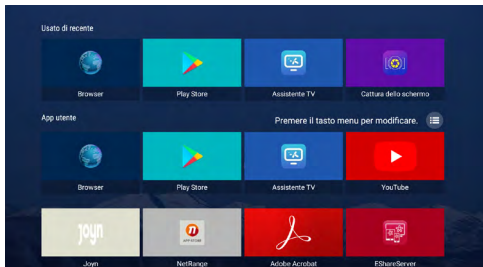 Usato di recente
Browser
Play Store
Assistente TV
Cattura dello schermo
App utente
Premere il tasto menu per modificare.
Browser
Play Store
Assistente TV
YouTube
joyn
Joyn
NetRange
Adobe Acrobat
EShareServer